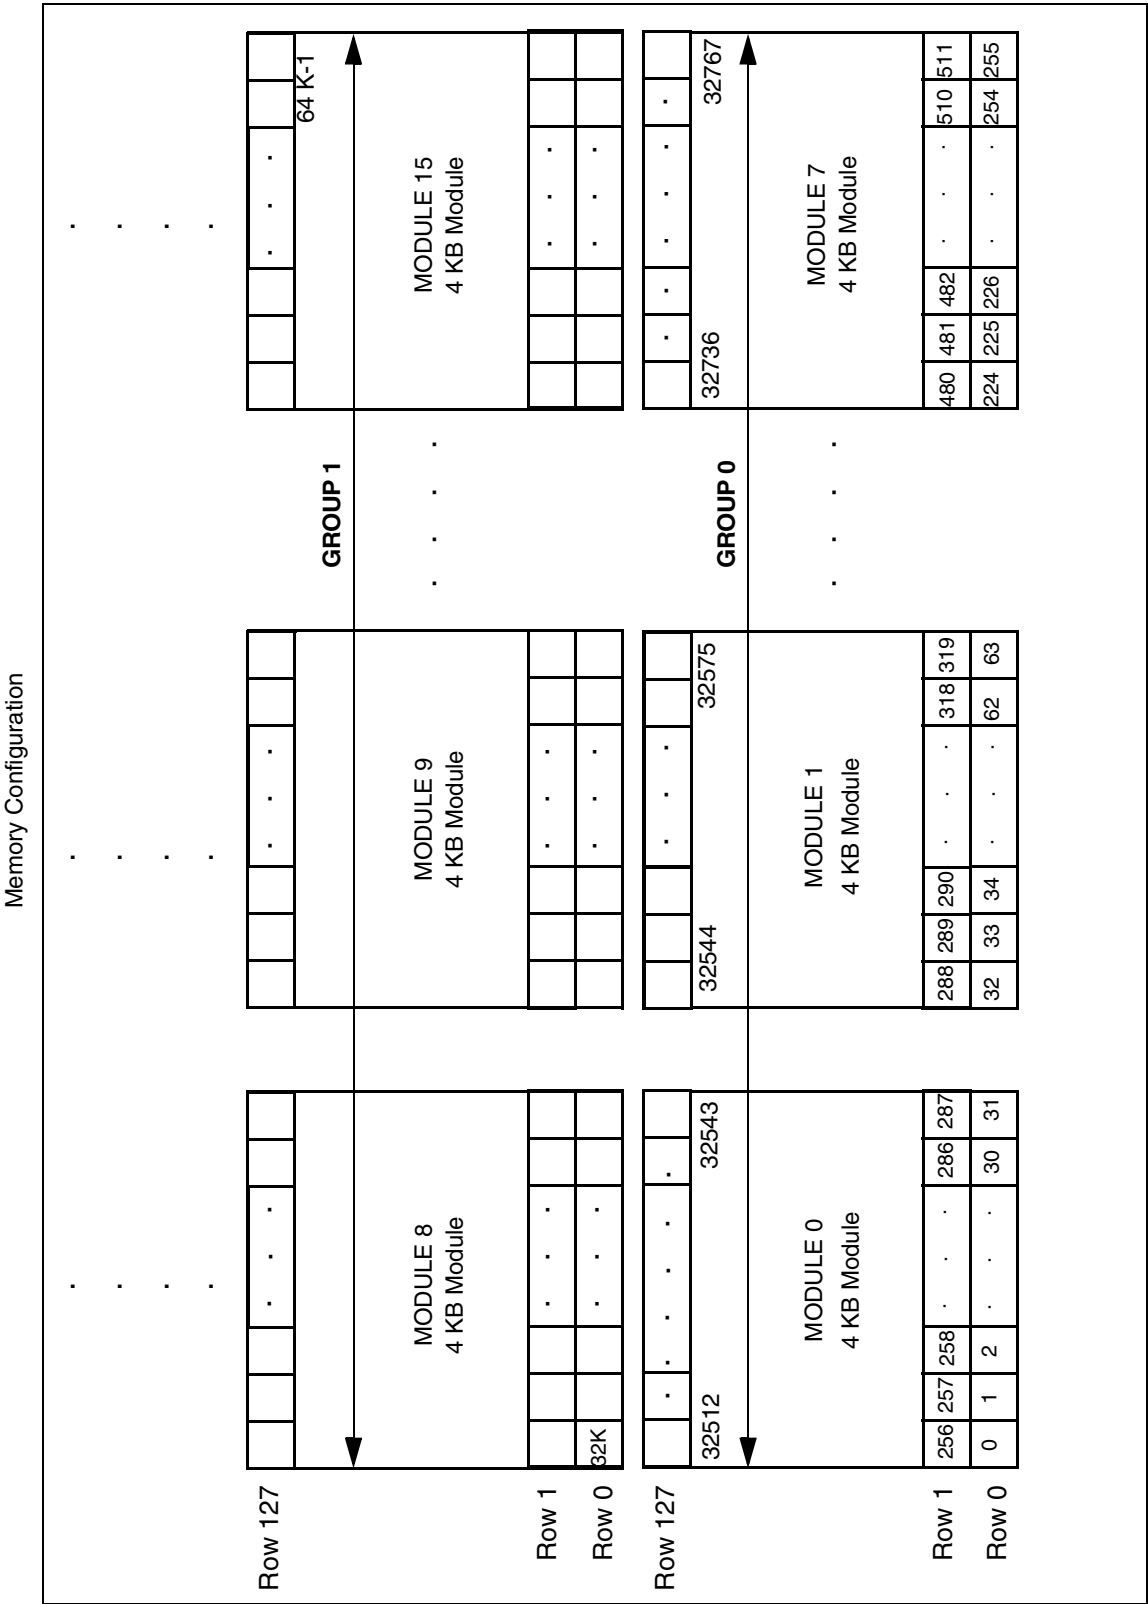 Memory Configuration
64 K-1
GROUP 1
MODULE 8
4 KB Module
MODULE 9
4 KB Module
MODULE 15
4 KB Module
Row 127
Row 1
Row 0
32K
Row 127
32512
32543
32544
32575
32736
32767
GROUP 0
MODULE 0
4 KB Module
MODULE 1
4 KB Module
MODULE 7
4 KB Module
Row 1
256 257 258 286 287
288 289 290 318 319
480 481 482 510 511
Row 0
0 1 2 30 31
32 33 34 62 63
224 225 226 254 255